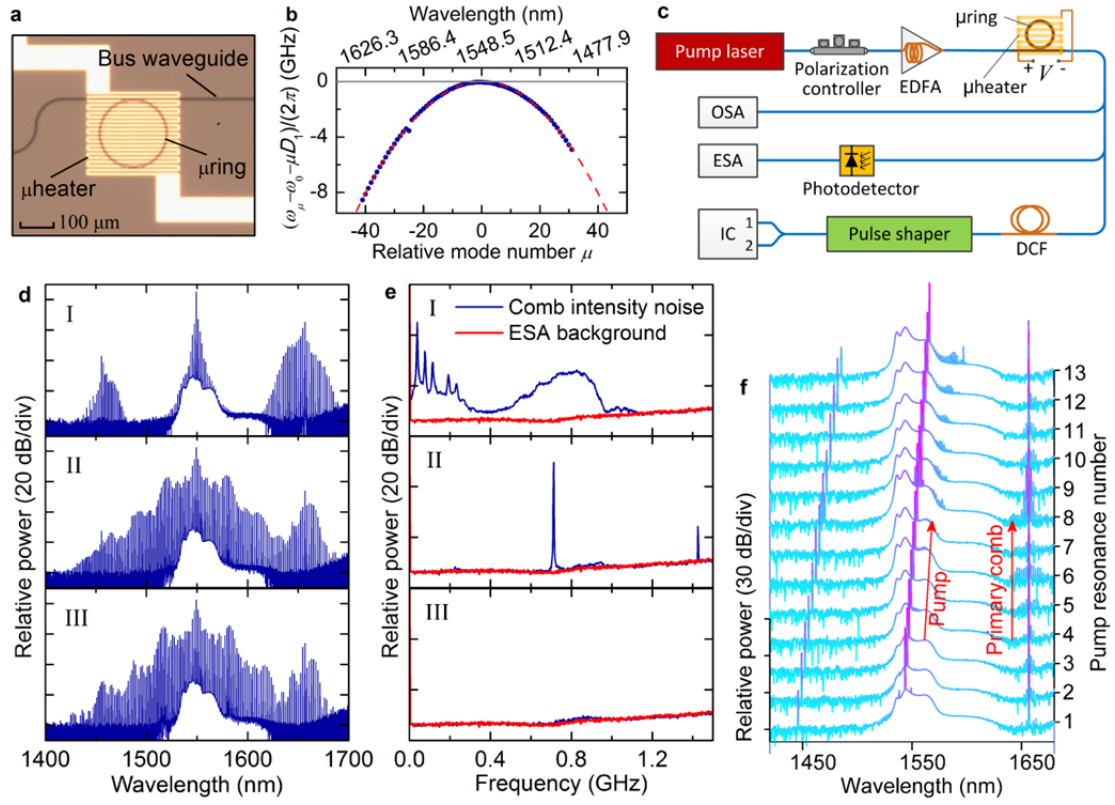 a
Bus waveguide
μring
μheater
100 μm
b
Wavelength (nm)
1626.3 1586.4 1548.5 1512.4 1477.9
(ωμ-ω0-μD1)/(2π) (GHz)
0
-4
-8
-40 -20 0 20 40
Relative mode number μ
c
Pump laser
Polarization
controller
EDFA
μring
μheater
+ V -
OSA
ESA
Photodetector
IC
1
2
Pulse shaper
DCF
d
I
II
III
Relative power (20 dB/div)
1400 1500 1600 1700
Wavelength (nm)
e
I
Comb intensity noise
ESA background
II
III
Relative power (20 dB/div)
0.0 0.4 0.8 1.2
Frequency (GHz)
f
Relative power (30 dB/div)
Pump
Primary comb
13
12
11
10
9
8
7
6
5
4
3
2
1
Pump resonance number
1450 1550 1650
Wavelength (nm)